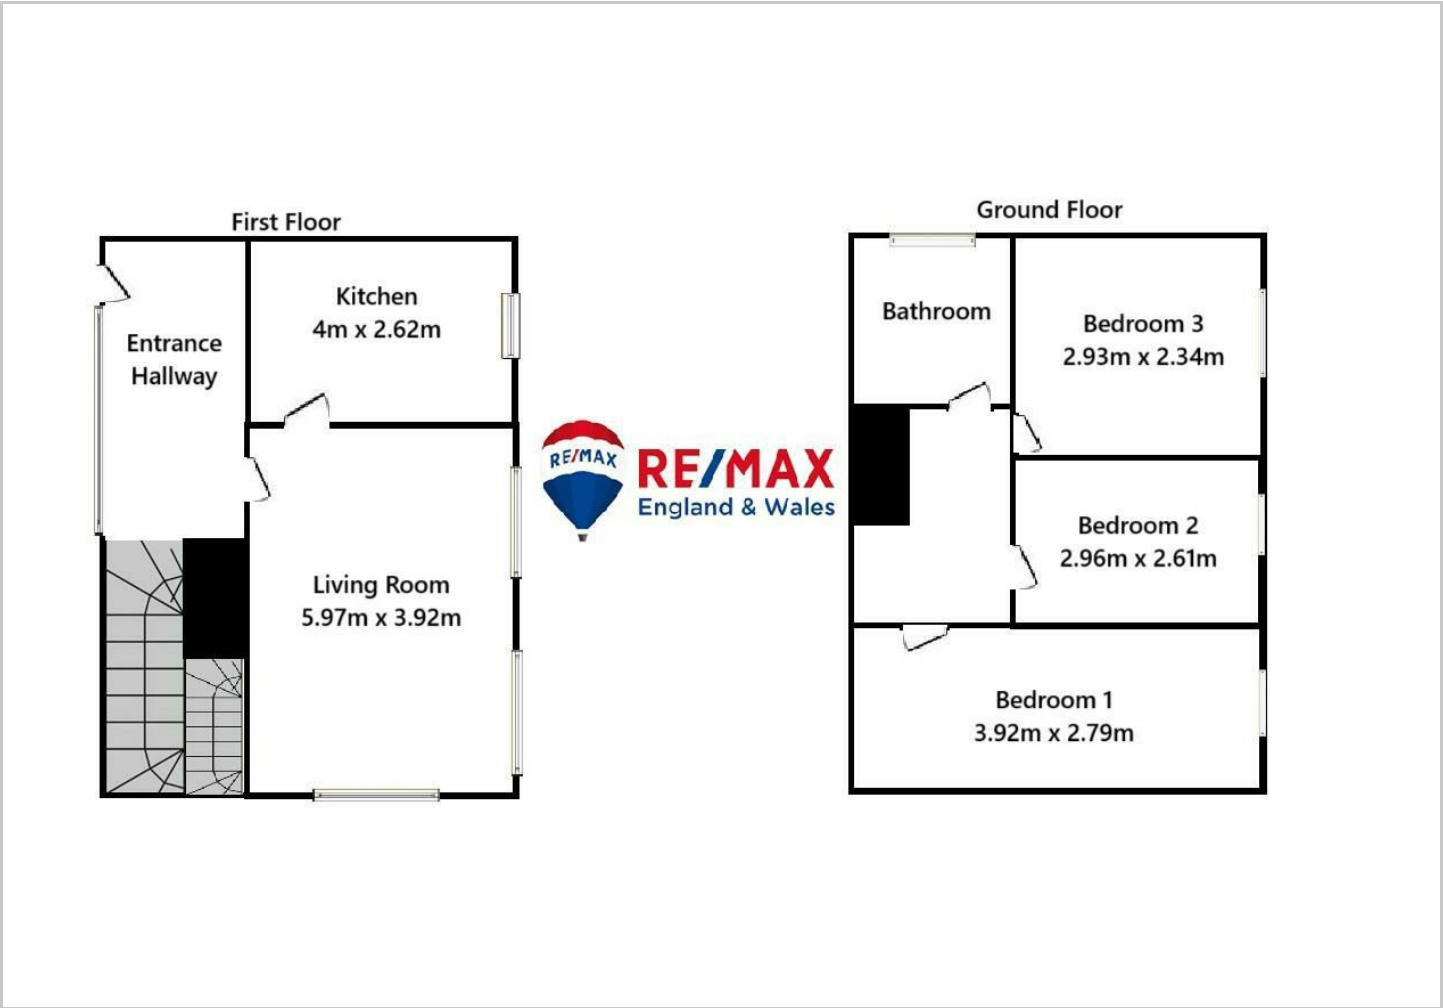 First Floor
Kitchen
4m x 2.62m
Entrance
Hallway
Living Room
5.97m x 3.92m
RE/MAX
RE/MAX
England & Wales
Ground Floor
Bathroom
Bedroom 3
2.93m x 2.34m
Bedroom 2
2.96m x 2.61m
Bedroom 1
3.92m x 2.79m